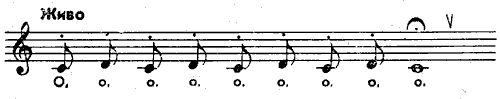 Живо
О, о, о, о, о, о, о, о.